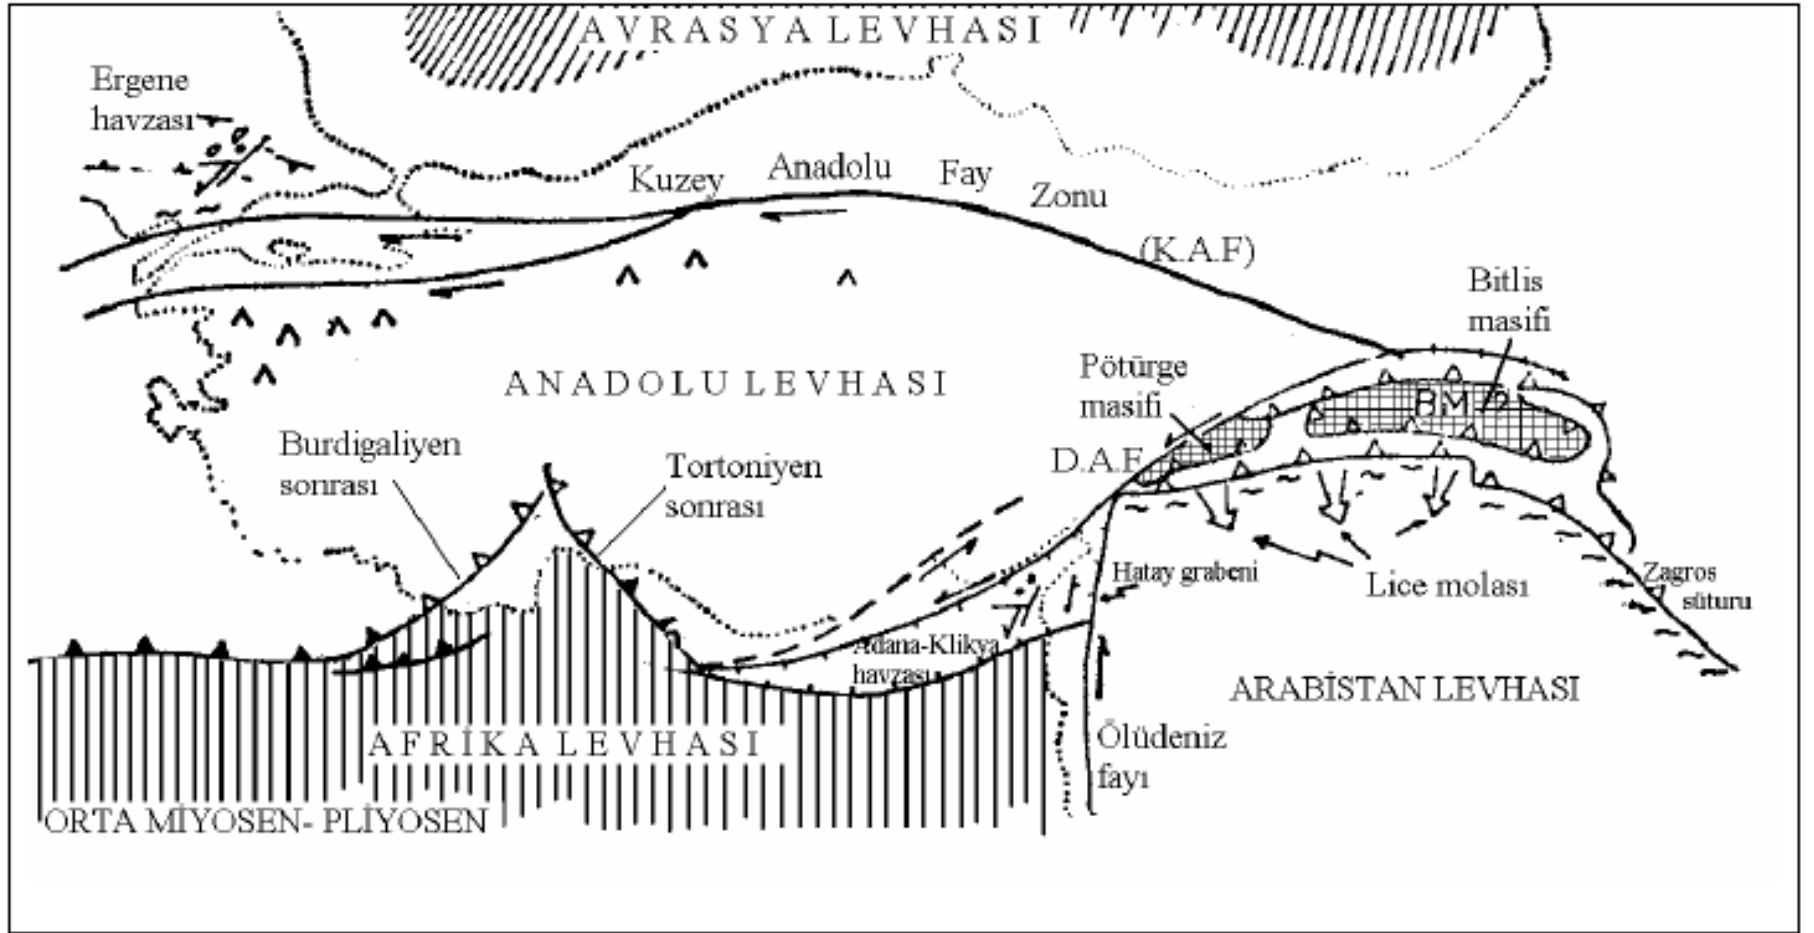 AVRASYA LEVHASI
Ergene
havzası
Kuzey Anadolu Fay Zonu
(K.A.F)
Bitlis
masifi
Pötürge
masifi
BM
ANADOLU LEVHASI
Burdigaliyen
sonrası
Tortoniyen
sonrası
D.A.F
Hatay grabeni
Lice molası
Zagros
süturu
Adana-Klikya
havzası
ARABİSTAN LEVHASI
Ölüdeniz
fayı
AFRİKA LEVHASI
ORTA MİYOSEN- PLİYOSEN